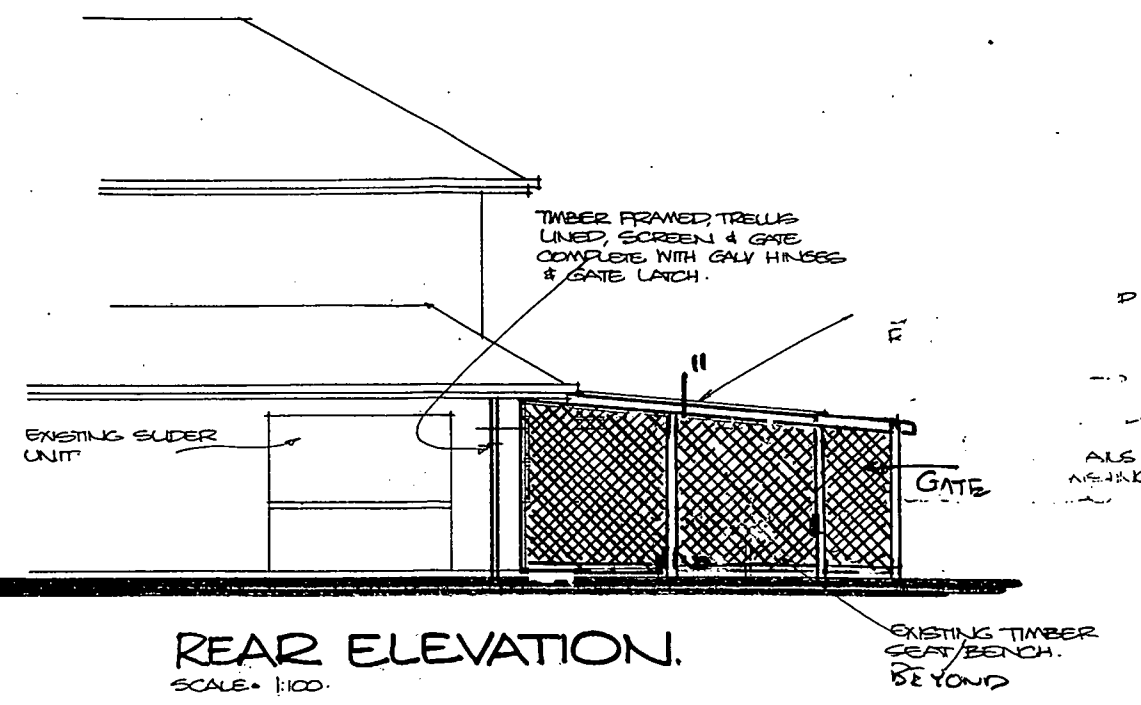 TIMBER FRAMED, TRELLIS
LINED, SCREEN & GATE
COMPLETE WITH GALV HINGES
& GATE LATCH.
EXISTING SLIDER
UNIT
GATE
EXISTING TIMBER
SEAT/BENCH.
BEYOND
REAR ELEVATION.
SCALE. 1:100.